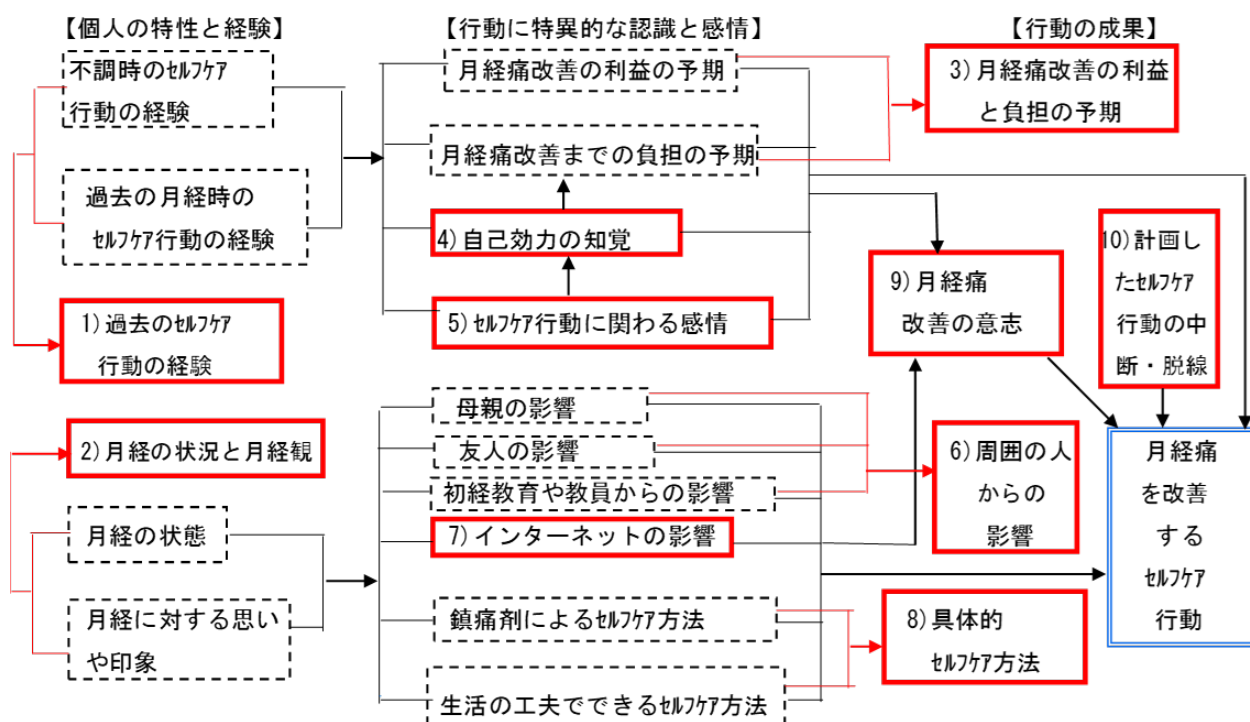 【個人の特性と経験】
不調時のｾﾙﾌｹｱ
行動の経験
過去の月経時の
ｾﾙﾌｹｱ行動の経験
1)過去のｾﾙﾌｹｱ
行動の経験
2)月経の状況と月経観
月経の状態
月経に対する思い
や印象
【行動に特異的な認識と感情】
月経痛改善の利益の予期
月経痛改善までの負担の予期
4)自己効力の知覚
5)ｾﾙﾌｹｱ行動に関わる感情
母親の影響
友人の影響
初経教育や教員からの影響
7)インターネットの影響
鎮痛剤によるｾﾙﾌｹｱ方法
生活の工夫でできるｾﾙﾌｹｱ方法
【行動の成果】
3)月経痛改善の利益
と負担の予期
9)月経痛
改善の意志
10)計画し
たｾﾙﾌｹｱ
行動の中
断・脱線
6)周囲の人
からの
影響
8)具体的
ｾﾙﾌｹｱ方法
月経痛
を改善
する
ｾﾙﾌｹｱ
行動